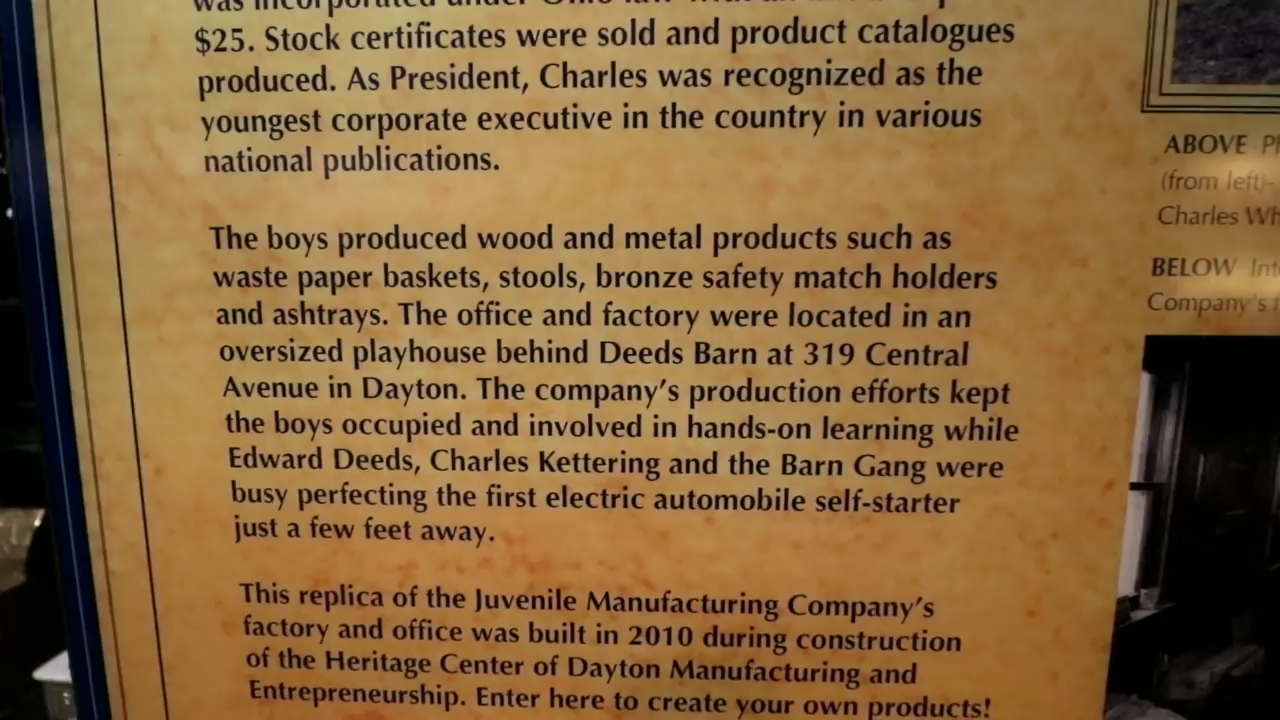 was incorporated under Ohio law with an
$25. Stock certificates were sold and product catalogues
produced. As President, Charles was recognized as the
youngest corporate executive in the country in various
national publications.
The boys produced wood and metal products such as
waste paper baskets, stools, bronze safety match holders
and ashtrays. The office and factory were located in an
oversized playhouse behind Deeds Barn at 319 Central
Avenue in Dayton. The company's production efforts kept
the boys occupied and involved in hands-on learning while
Edward Deeds, Charles Kettering and the Barn Gang were
busy perfecting the first electric automobile self-starter
just a few feet away.
This replica of the Juvenile Manufacturing Company's
factory and office was built in 2010 during construction
of the Heritage Center of Dayton Manufacturing and
Entrepreneurship. Enter here to create your own products!
ABOVE
(from left)
Charles
BELOW
Company's